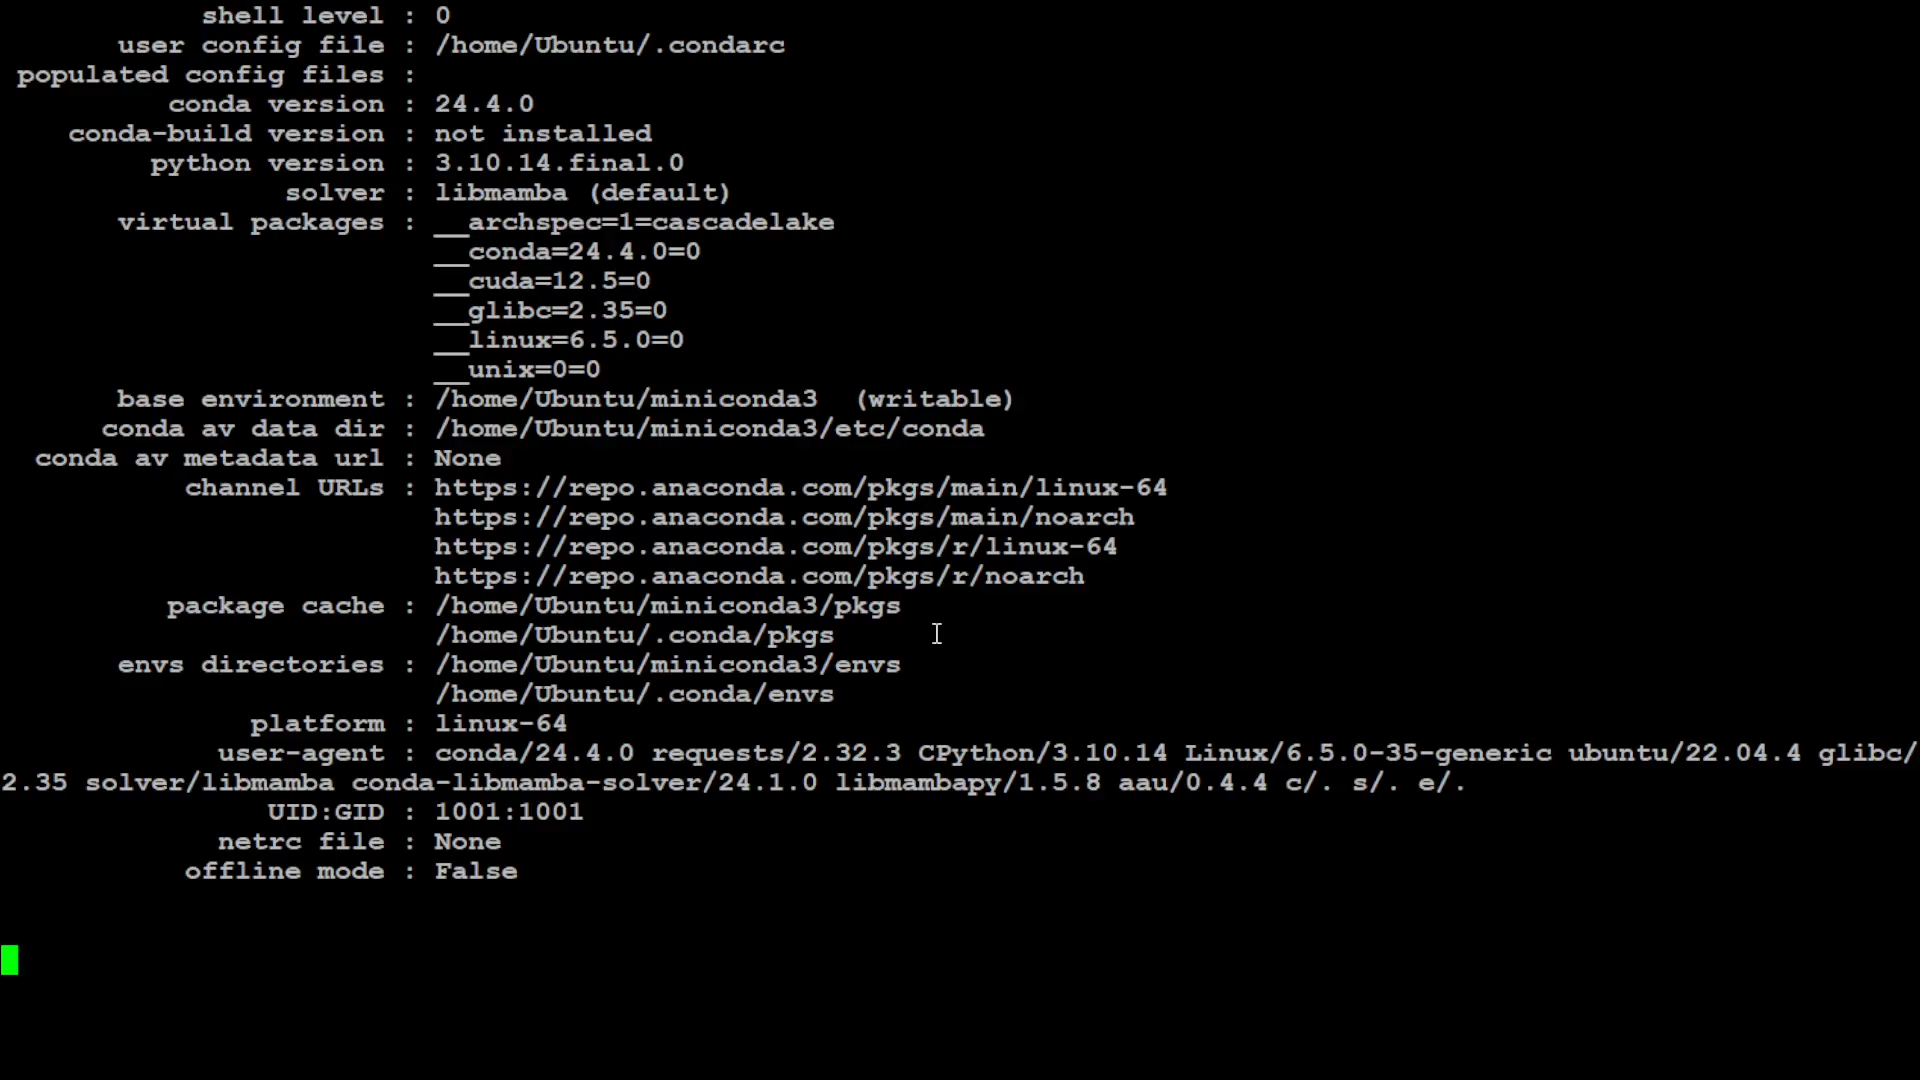 shell level : 0
user config file : /home/Ubuntu/.condarc
populated config files :
conda version : 24.4.0
conda-build version : not installed
python version : 3.10.14.final.0
solver : libmamba (default)
virtual packages : __archspec=1=cascadelake
__conda=24.4.0=0
__cuda=12.5=0
__glibc=2.35=0
__linux=6.5.0=0
__unix=0=0
base environment : /home/Ubuntu/miniconda3  (writable)
conda av data dir : /home/Ubuntu/miniconda3/etc/conda
conda av metadata url : None
channel URLs : https://repo.anaconda.com/pkgs/main/linux-64
https://repo.anaconda.com/pkgs/main/noarch
https://repo.anaconda.com/pkgs/r/linux-64
https://repo.anaconda.com/pkgs/r/noarch
package cache : /home/Ubuntu/miniconda3/pkgs
/home/Ubuntu/.conda/pkgs
envs directories : /home/Ubuntu/miniconda3/envs
/home/Ubuntu/.conda/envs
platform : linux-64
user-agent : conda/24.4.0 requests/2.32.3 CPython/3.10.14 Linux/6.5.0-35-generic ubuntu/22.04.4 glibc/
2.35 solver/libmamba conda-libmamba-solver/24.1.0 libmambapy/1.5.8 aau/0.4.4 c/. s/. e/.
UID:GID : 1001:1001
netrc file : None
offline mode : False